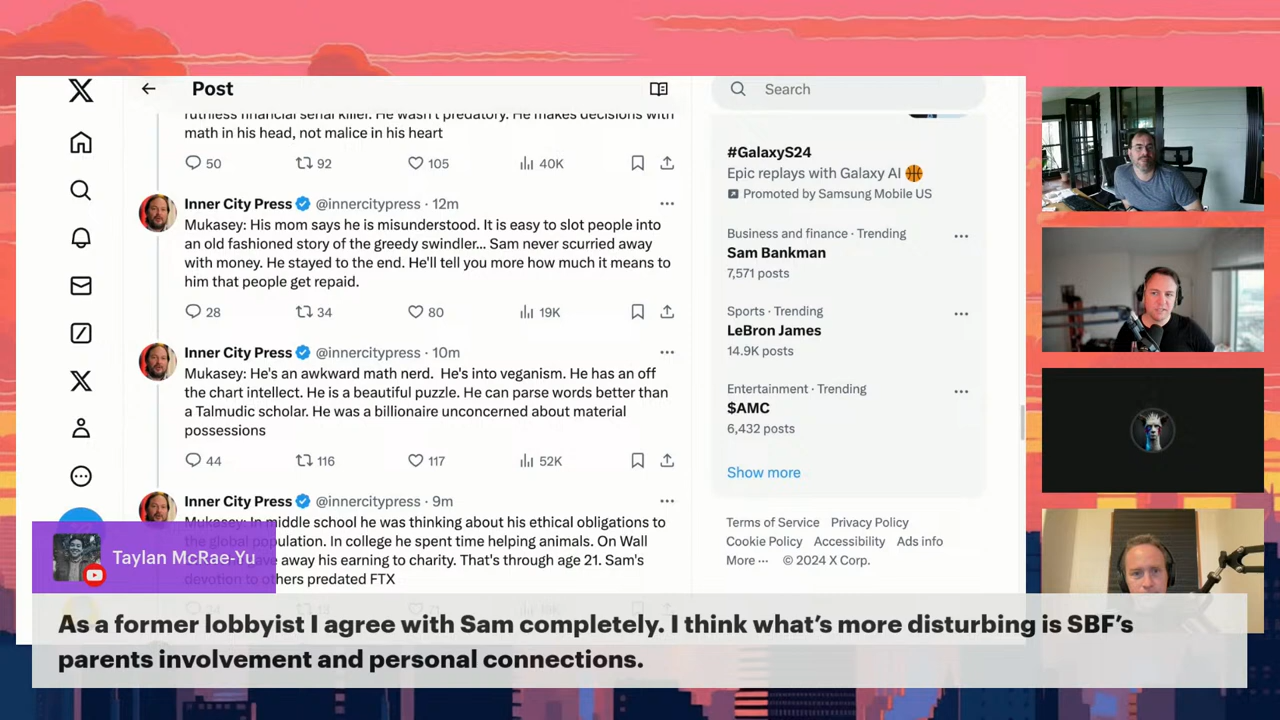 Post
Search
ruthless financial serial killer. He wasn't predatory. He makes decisions with
math in his head, not malice in his heart
50 92 105 40K
Inner City Press @innercitypress · 12m
Mukasey: His mom says he is misunderstood. It is easy to slot people into
an old fashioned story of the greedy swindler... Sam never scurried away
with money. He stayed to the end. He'll tell you more how much it means to
him that people get repaid.
28 34 80 19K
Inner City Press @innercitypress · 10m
Mukasey: He's an awkward math nerd. He's into veganism. He has an off
the chart intellect. He is a beautiful puzzle. He can parse words better than
a Talmudic scholar. He was a billionaire unconcerned about material
possessions
44 116 117 52K
Inner City Press @innercitypress · 9m
Mukasey: In middle school he was thinking about his ethical obligations to
the global population. In college he spent time helping animals. On Wall
gave away his earning to charity. That's through age 21. Sam's
devotion to others predated FTX
#GalaxyS24
Epic replays with Galaxy AI
Promoted by Samsung Mobile US
Business and finance · Trending
Sam Bankman
7,571 posts
Sports · Trending
LeBron James
14.9K posts
Entertainment · Trending
$AMC
6,432 posts
Show more
Terms of Service Privacy Policy
Cookie Policy Accessibility Ads info
More ··· © 2024 X Corp.
Taylan McRae-Yu
As a former lobbyist I agree with Sam completely. I think what's more disturbing is SBF's
parents involvement and personal connections.